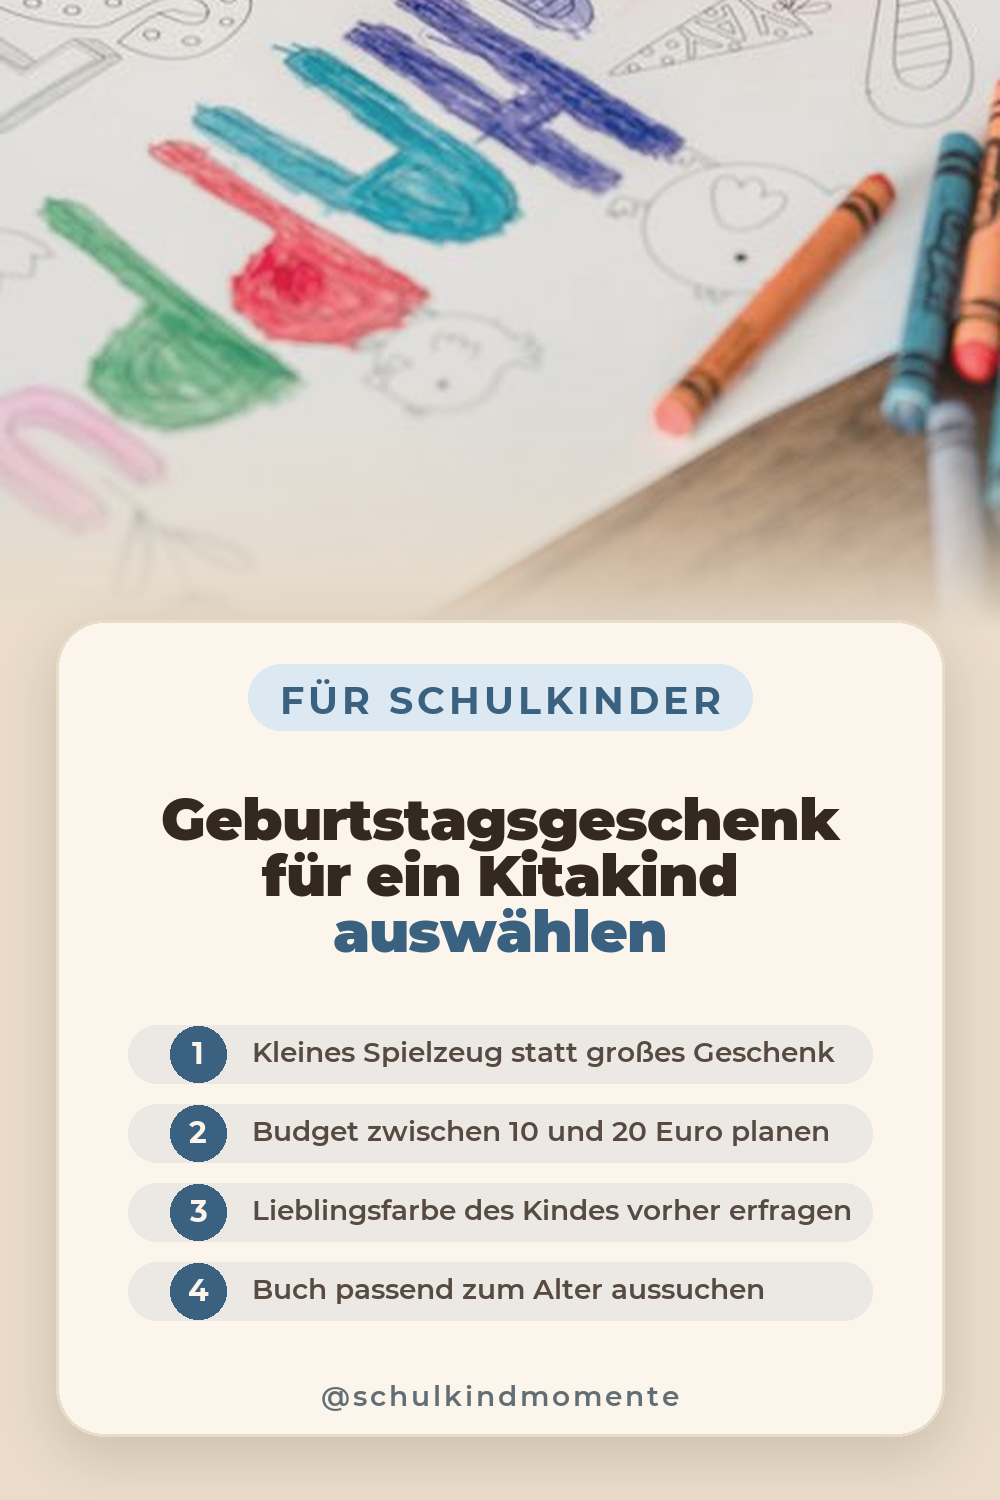 FÜR SCHULKINDER
Geburtstagsgeschenk
für ein Kitakind
auswählen
1 Kleines Spielzeug statt großes Geschenk
2 Budget zwischen 10 und 20 Euro planen
3 Lieblingsfarbe des Kindes vorher erfragen
4 Buch passend zum Alter aussuchen
@schulkindmomente